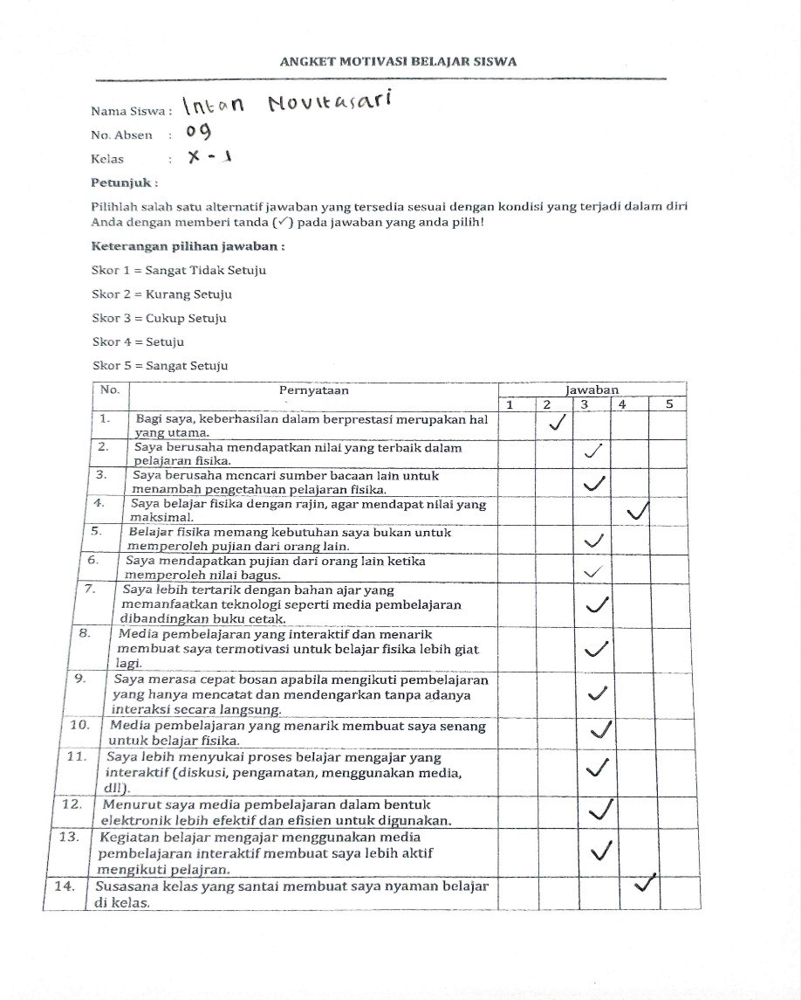 ANGKET MOTIVASI BELAJAR SISWA
Nama Siswa : Intan Novitasari
No. Absen : 09
Kelas : X - 1
Petunjuk :
Pilihlah salah satu alternatif jawaban yang tersedia sesuai dengan kondisi yang terjadi dalam diri
Anda dengan memberi tanda (✓) pada jawaban yang anda pilih!
Keterangan pilihan jawaban :
Skor 1 = Sangat Tidak Setuju
Skor 2 = Kurang Setuju
Skor 3 = Cukup Setuju
Skor 4 = Setuju
Skor 5 = Sangat Setuju
No. Pernyataan Jawaban
1 2 3 4 5
1. Bagi saya, keberhasilan dalam berprestasi merupakan hal ✓
yang utama.
2. Saya berusaha mendapatkan nilai yang terbaik dalam ✓
pelajaran fisika.
3. Saya berusaha mencari sumber bacaan lain untuk ✓
menambah pengetahuan pelajaran fisika.
4. Saya belajar fisika dengan rajin, agar mendapat nilai yang ✓
maksimal.
5. Belajar fisika memang kebutuhan saya bukan untuk ✓
memperoleh pujian dari orang lain.
6. Saya mendapatkan pujian dari orang lain ketika ✓
memperoleh nilai bagus.
7. Saya lebih tertarik dengan bahan ajar yang
memanfaatkan teknologi seperti media pembelajaran ✓
dibandingkan buku cetak.
8. Media pembelajaran yang interaktif dan menarik
membuat saya termotivasi untuk belajar fisika lebih giat ✓
lagi.
9. Saya merasa cepat bosan apabila mengikuti pembelajaran
yang hanya mencatat dan mendengarkan tanpa adanya ✓
interaksi secara langsung.
10. Media pembelajaran yang menarik membuat saya senang ✓
untuk belajar fisika.
11. Saya lebih menyukai proses belajar mengajar yang
interaktif (diskusi, pengamatan, menggunakan media, ✓
dll).
12. Menurut saya media pembelajaran dalam bentuk ✓
elektronik lebih efektif dan efisien untuk digunakan.
13. Kegiatan belajar mengajar menggunakan media
pembelajaran interaktif membuat saya lebih aktif ✓
mengikuti pelajran.
14. Susasana kelas yang santai membuat saya nyaman belajar ✓
di kelas.